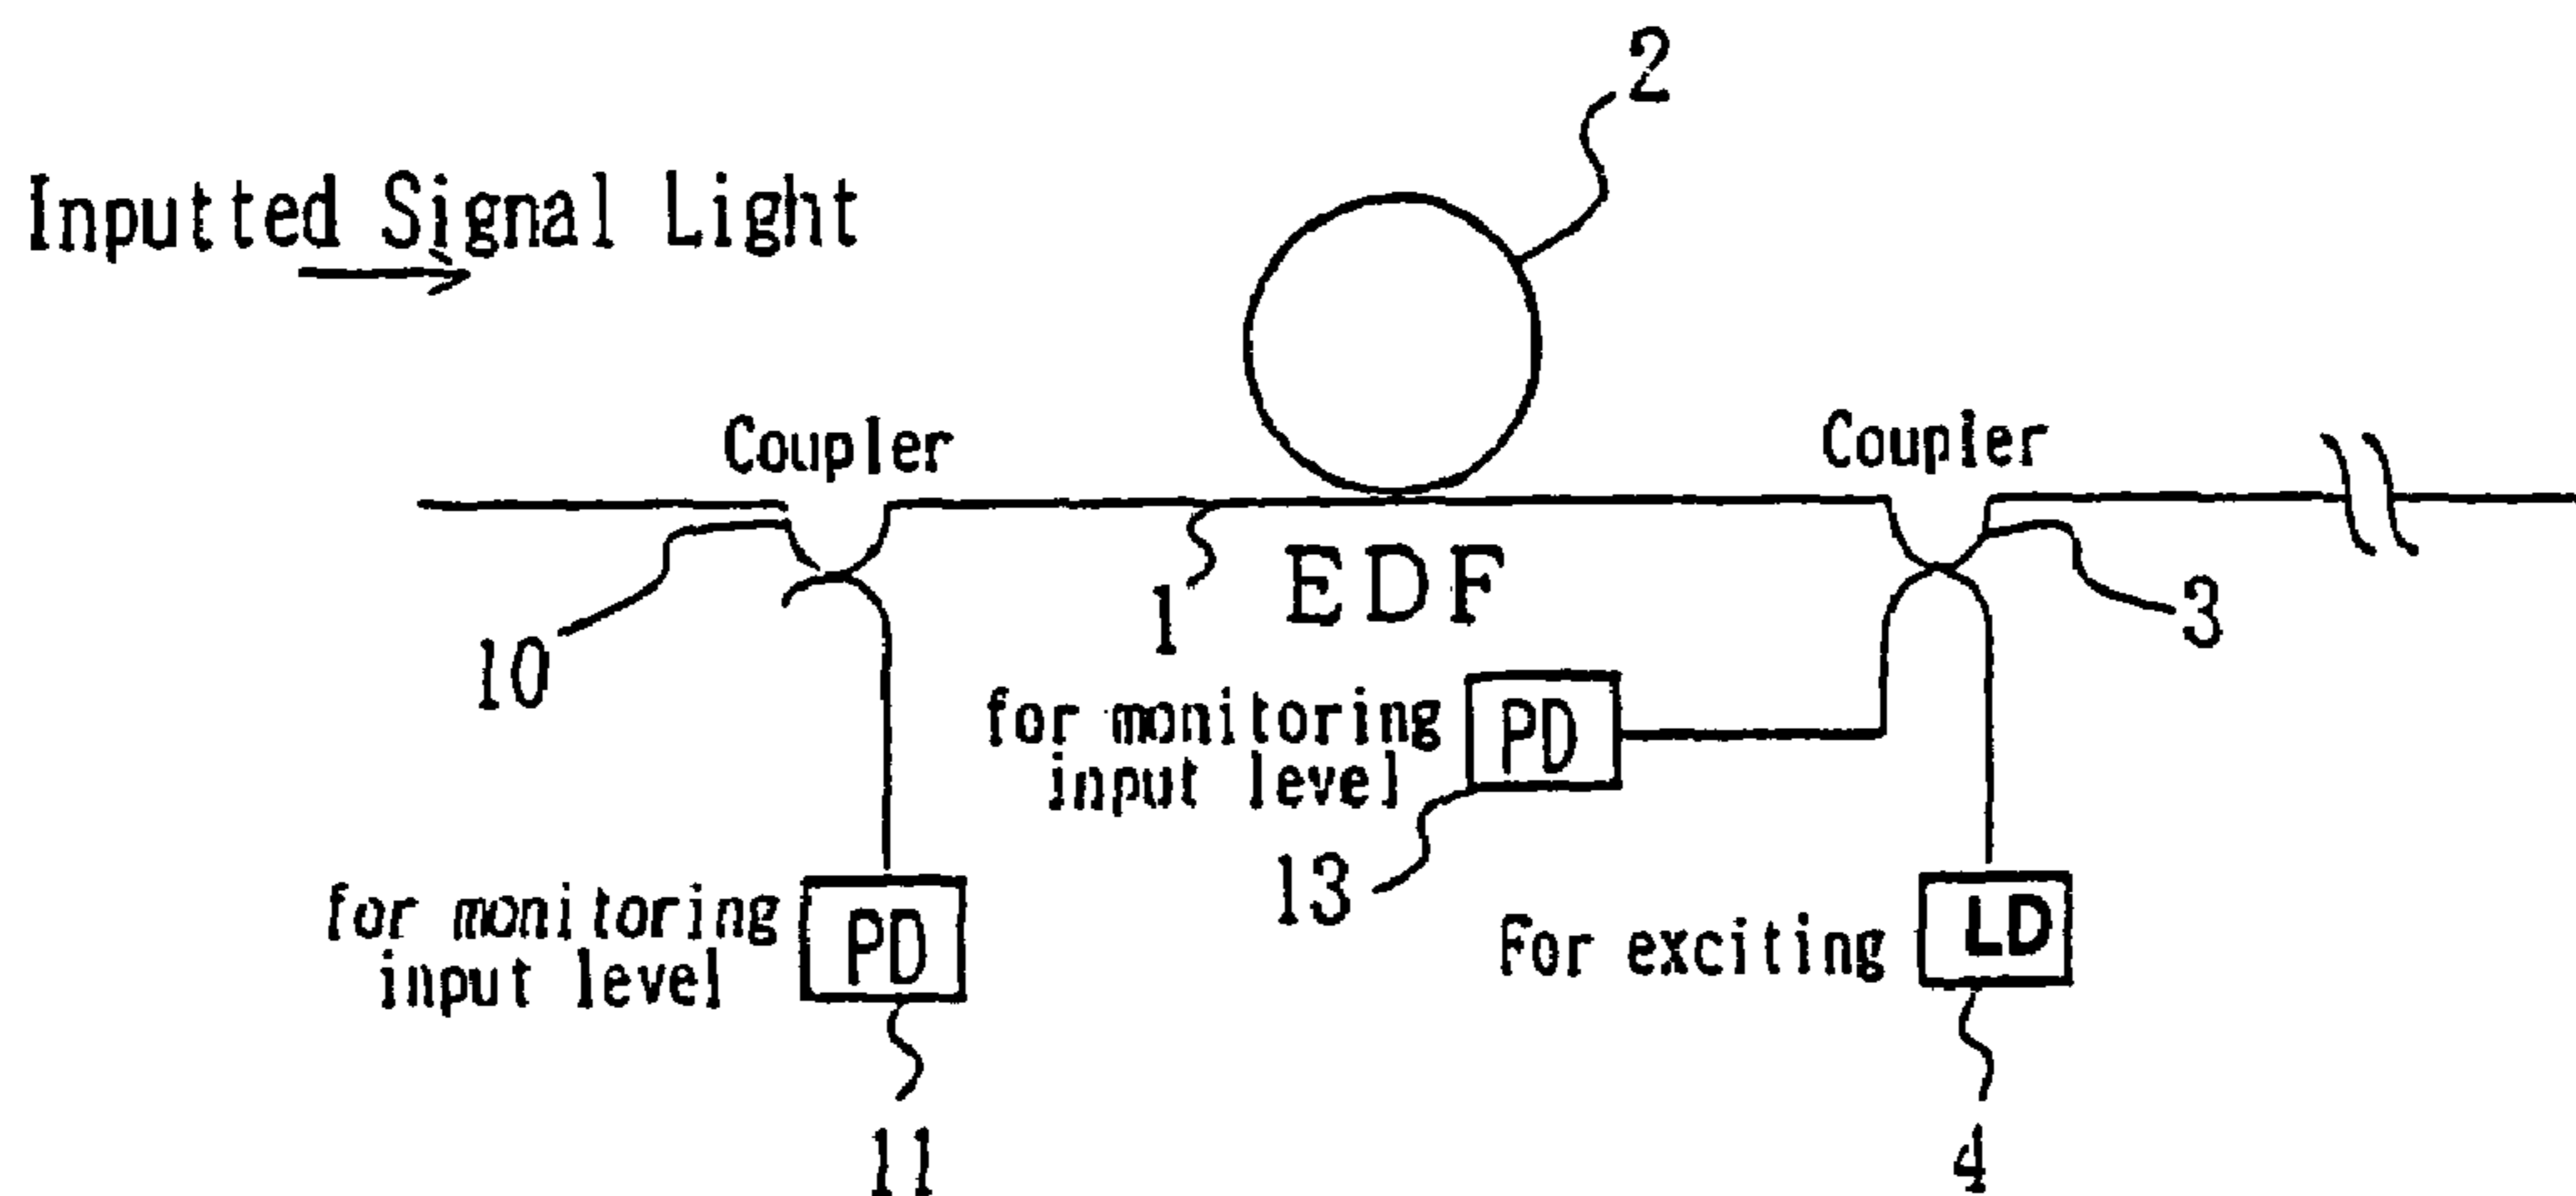 2
Inputted Signal Light
Coupler
Coupler
1
EDF
3
10
for monitoring
input level
PD
13
for monitoring
input level
PD
For exciting
LD
11
4